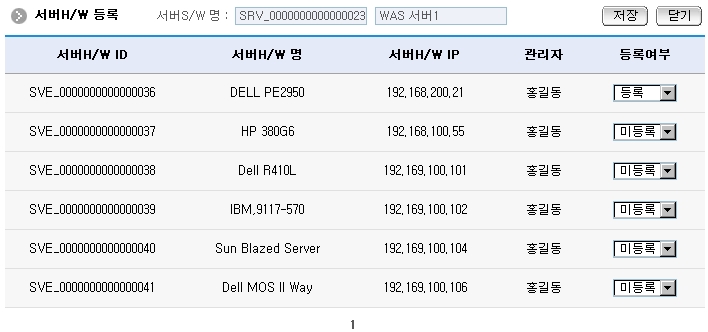 서버H/W 등록 서버S/W 명 : SRV_0000000000000023 WAS 서버1 저장 닫기
서버H/W ID 서버H/W 명 서버H/W IP 관리자 등록여부
SVE_0000000000000036 DELL PE2950 192,168,200,21 홍길동 등록
SVE_0000000000000037 HP 380G6 192,168,100,55 홍길동 미등록
SVE_0000000000000038 Dell R410L 192,169,100,101 홍길동 미등록
SVE_0000000000000039 IBM,9117-570 192,169,100,102 홍길동 미등록
SVE_0000000000000040 Sun Blazed Server 192,169,100,104 홍길동 미등록
SVE_0000000000000041 Dell MOS II Way 192,169,100,106 홍길동 미등록
1